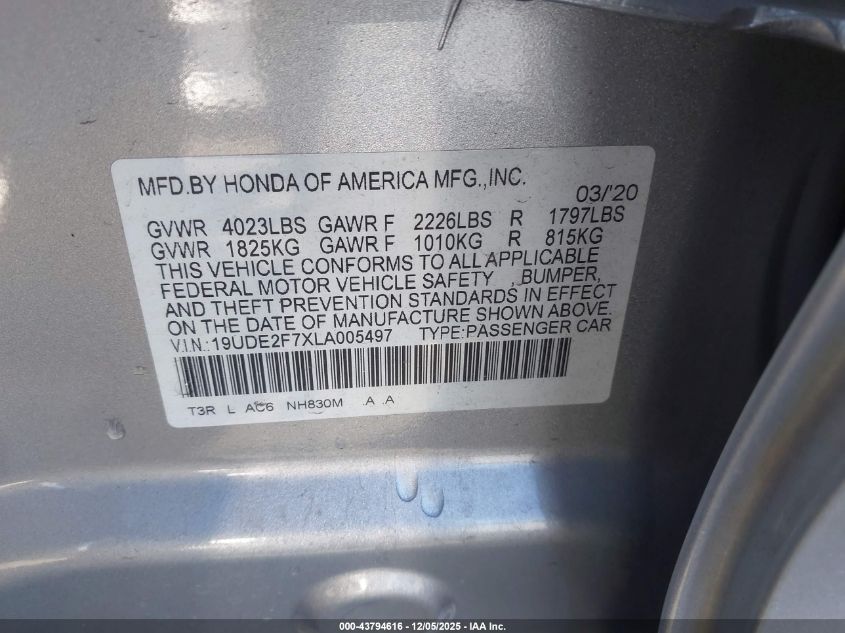 MFD.BY HONDA OF AMERICA MFG.,INC.
03/'20
GVWR 4023LBS GAWR F 2226LBS R 1797LBS
GVWR 1825KG GAWR F 1010KG R 815KG
THIS VEHICLE CONFORMS TO ALL APPLICABLE
FEDERAL MOTOR VEHICLE SAFETY , BUMPER,
AND THEFT PREVENTION STANDARDS IN EFFECT
ON THE DATE OF MANUFACTURE SHOWN ABOVE.
V.I.N.:19UDE2F7XLA005497 TYPE:PASSENGER CAR
T3R L AC6 NH830M .A .A
000-43794616 - 12/05/2025 - IAA Inc.